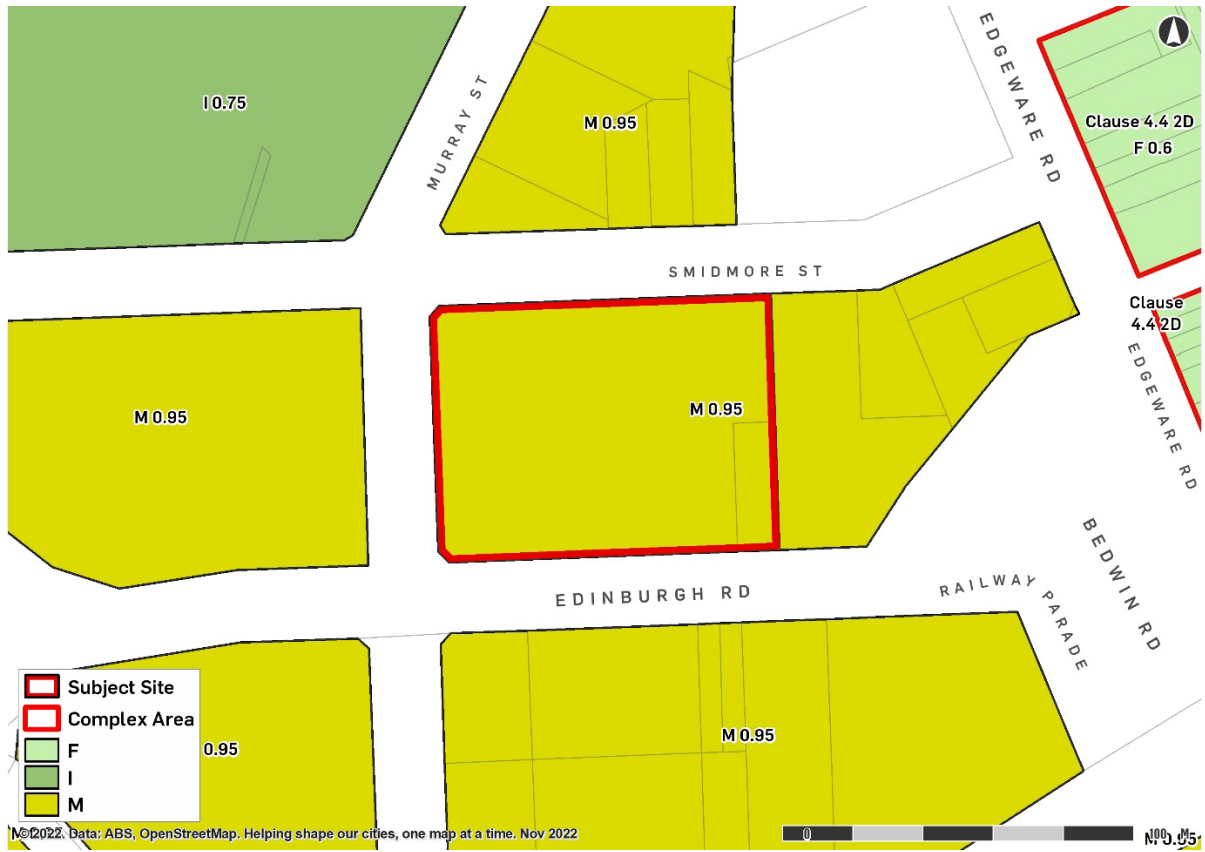 I 0.75
MURRAY ST
M 0.95
EDGEWARE RD
Clause 4.4 2D
F 0.6
SMIDMORE ST
Clause
4.4 2D
EDGEWARE RD
M 0.95
M 0.95
BEDWIN RD
EDINBURGH RD
RAILWAY PARADE
Subject Site
Complex Area
F
I
M
0.95
M 0.95
©2022. Data: ABS, OpenStreetMap. Helping shape our cities, one map at a time. Nov 2022
0
100 M
M 0.95